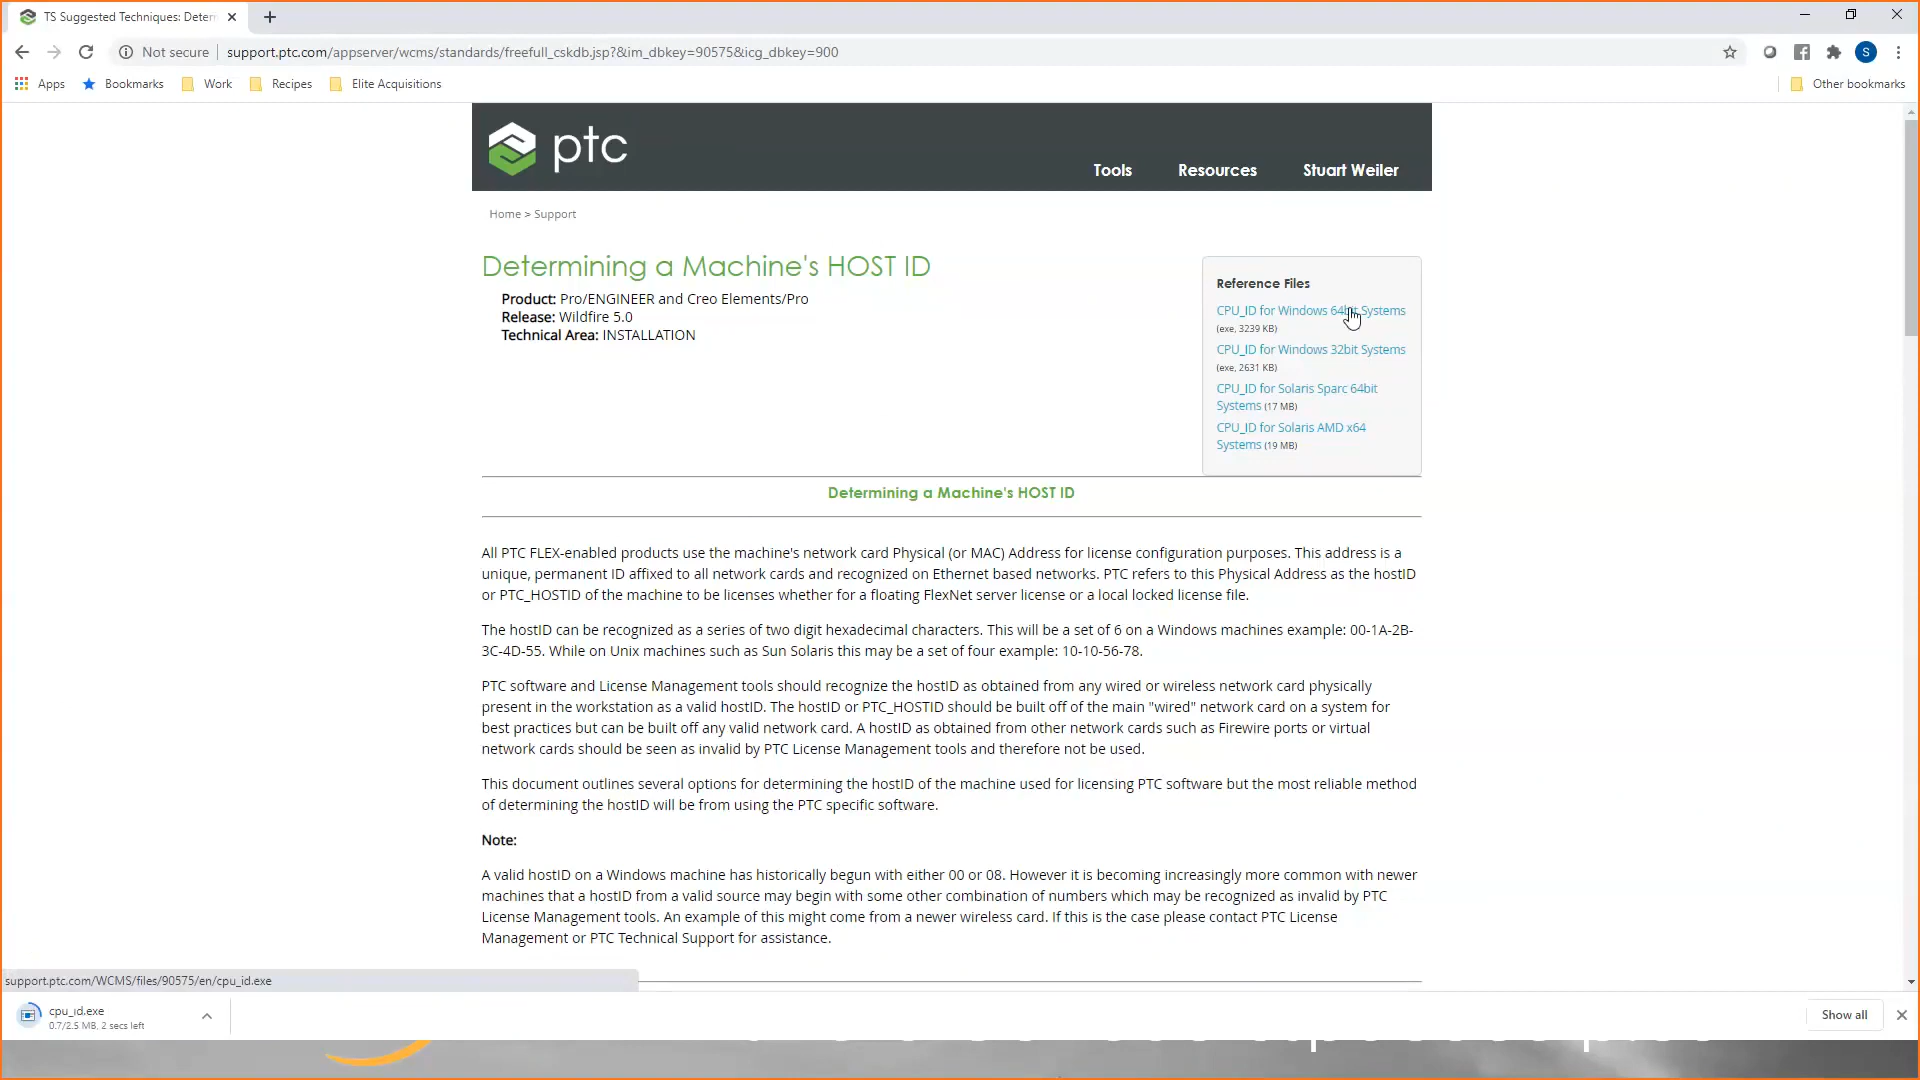 TS Suggested Techniques: Deter
Not secure
support.ptc.com/appserver/wcms/standards/freefull_cskdb.jsp?&im_dbkey=90575&icg_dbkey=900
S
Apps
Bookmarks
Work
Recipes
Elite Acquisitions
Other bookmarks
ptc
Tools
Resources
Stuart Weiler
Home > Support
Determining a Machine's HOST ID
Product: Pro/ENGINEER and Creo Elements/Pro
Release: Wildfire 5.0
Technical Area: INSTALLATION
Reference Files
CPU_ID for Windows 64bit Systems
(exe, 3239 KB)
CPU_ID for Windows 32bit Systems
(exe, 2631 KB)
CPU_ID for Solaris Sparc 64bit
Systems (17 MB)
CPU_ID for Solaris AMD x64
Systems (19 MB)
Determining a Machine's HOST ID
All PTC FLEX-enabled products use the machine's network card Physical (or MAC) Address for license configuration purposes. This address is a
unique, permanent ID affixed to all network cards and recognized on Ethernet based networks. PTC refers to this Physical Address as the hostID
or PTC_HOSTID of the machine to be licenses whether for a floating FlexNet server license or a local locked license file.
The hostID can be recognized as a series of two digit hexadecimal characters. This will be a set of 6 on a Windows machines example: 00-1A-2B-
3C-4D-55. While on Unix machines such as Sun Solaris this may be a set of four example: 10-10-56-78.
PTC software and License Management tools should recognize the hostID as obtained from any wired or wireless network card physically
present in the workstation as a valid hostID. The hostID or PTC_HOSTID should be built off of the main "wired" network card on a system for
best practices but can be built off any valid network card. A hostID as obtained from other network cards such as Firewire ports or virtual
network cards should be seen as invalid by PTC License Management tools and therefore not be used.
This document outlines several options for determining the hostID of the machine used for licensing PTC software but the most reliable method
of determining the hostID will be from using the PTC specific software.
Note:
A valid hostID on a Windows machine has historically begun with either 00 or 08. However it is becoming increasingly more common with newer
machines that a hostID from a valid source may begin with some other combination of numbers which may be recognized as invalid by PTC
License Management tools. An example of this might come from a newer wireless card. If this is the case please contact PTC License
Management or PTC Technical Support for assistance.
support.ptc.com/WCMS/files/90575/en/cpu_id.exe
cpu_id.exe
0.7/2.5 MB, 2 secs left
Show all